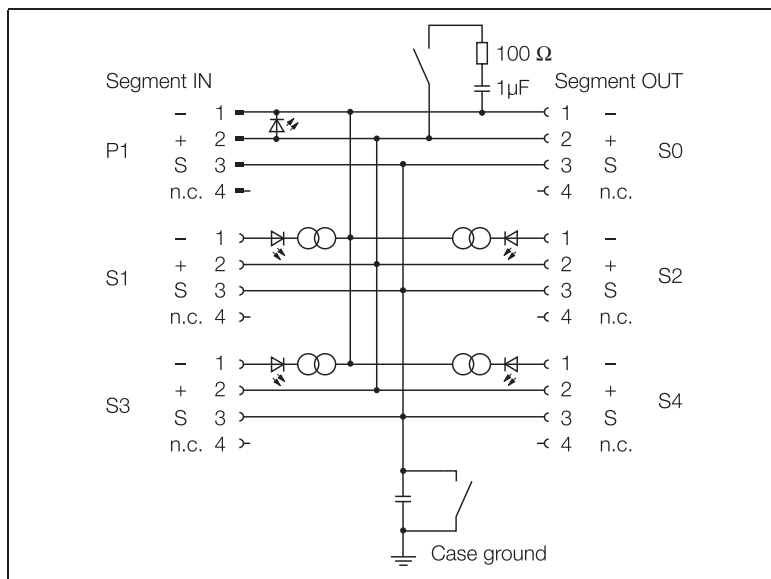 100 Ω
Segment IN
1µF
Segment OUT
− 1
1 −
P1
+ 2
2 +
S0
S 3
3 S
n.c. 4
4 n.c.
− 1
1 −
S1
+ 2
2 +
S2
S 3
3 S
n.c. 4
4 n.c.
− 1
1 −
S3
+ 2
2 +
S4
S 3
3 S
n.c. 4
4 n.c.
Case ground